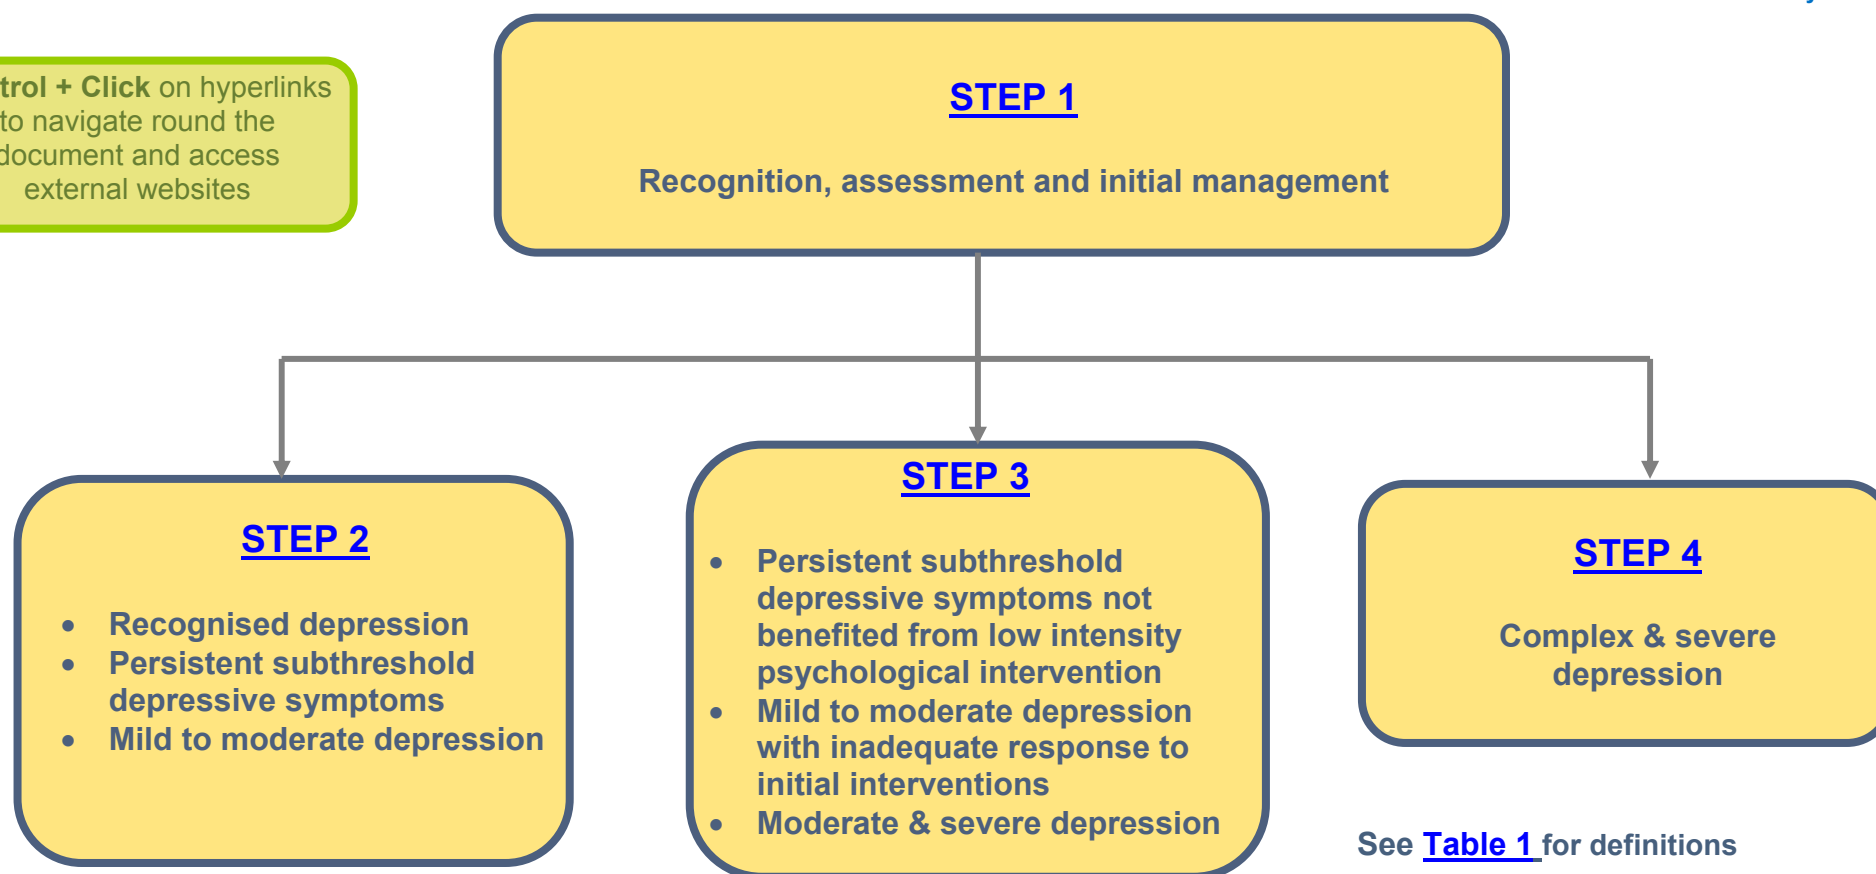 + Click on hyperlinks
to navigate round the
document and access
external websites
STEP 1
Recognition, assessment and initial management
STEP 2
• Recognised depression
• Persistent subthreshold
depressive symptoms
• Mild to moderate depression
STEP 3
• Persistent subthreshold
depressive symptoms not
benefited from low intensity
psychological intervention
• Mild to moderate depression
with inadequate response to
initial interventions
• Moderate & severe depression
STEP 4
Complex & severe
depression
See Table 1 for definitions